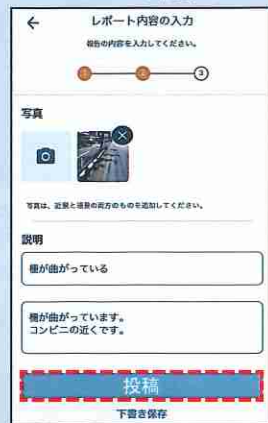 レポート内容の入力
報告の内容を入力してください。
1 2 3
写真
写真は、近景と遠景の両方のものを追加してください。
説明
柵が曲がっている
柵が曲がっています。
コンビニの近くです。
投稿
下書き保存